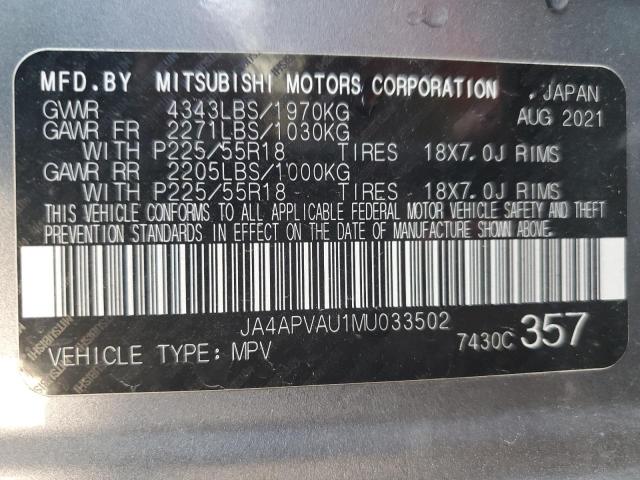 MFD.BY MITSUBISHI MOTORS CORPORATION . JAPAN
GVWR 4343LBS/1970KG AUG 2021
GAWR FR 2271LBS/1030KG
WITH P225/55R18 TIRES 18X7.0J RIMS
GAWR RR 2205LBS/1000KG
WITH P225/55R18 TIRES 18X7.0J RIMS
THIS VEHICLE CONFORMS TO ALL APPLICABLE FEDERAL MOTOR VEHICLE SAFETY AND THEFT
PREVENTION STANDARDS IN EFFECT ON THE DATE OF MANUFACTURE SHOWN ABOVE.
JA4APVAU1MU033502
VEHICLE TYPE: MPV 7430C 357